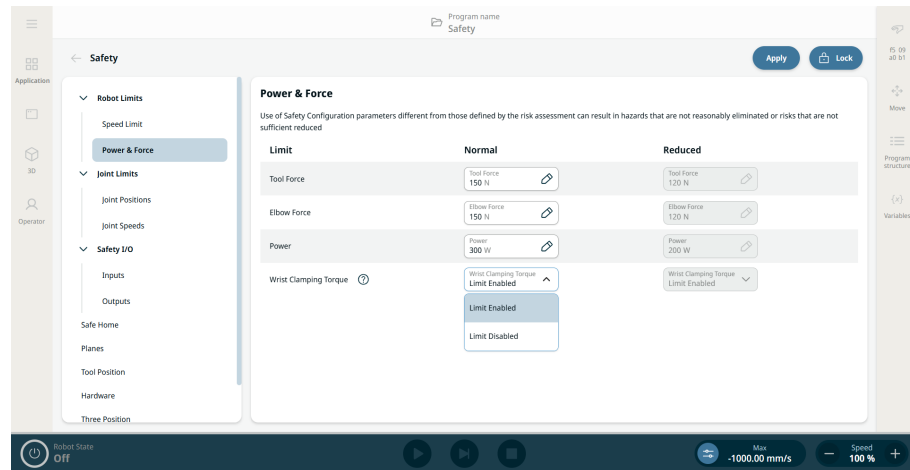 Program name
Safety
Safety
Apply
Lock
f5 09
a0 b1
Application
3D
Operator
Move
Program
structure
{x}
Variables
Robot Limits
Speed Limit
Power & Force
Joint Limits
Joint Positions
Joint Speeds
Safety I/O
Inputs
Outputs
Safe Home
Planes
Tool Position
Hardware
Three Position
Power & Force
Use of Safety Configuration parameters different from those defined by the risk assessment can result in hazards that are not reasonably eliminated or risks that are not
sufficient reduced
Limit Normal Reduced
Tool Force
Tool Force
150 N
Tool Force
120 N
Elbow Force
Elbow Force
150 N
Elbow Force
120 N
Power
Power
300 W
Power
200 W
Wrist Clamping Torque ?
Wrist Clamping Torque
Limit Enabled
Wrist Clamping Torque
Limit Enabled
Limit Enabled
Limit Disabled
Robot State
Off
Max
-1000.00 mm/s
Speed
100 %